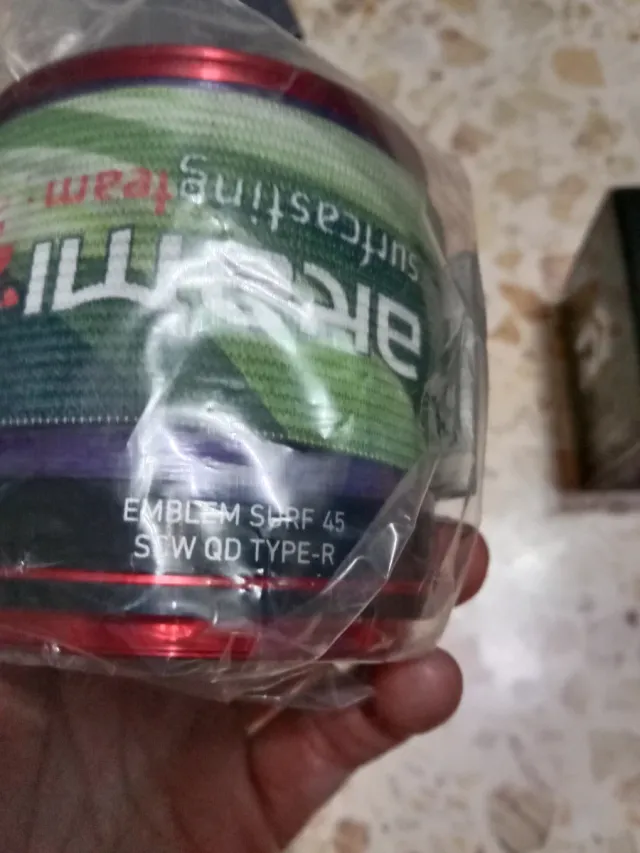 surfcasting team
EMBLEM SURF 45
SCW QD TYPE-R